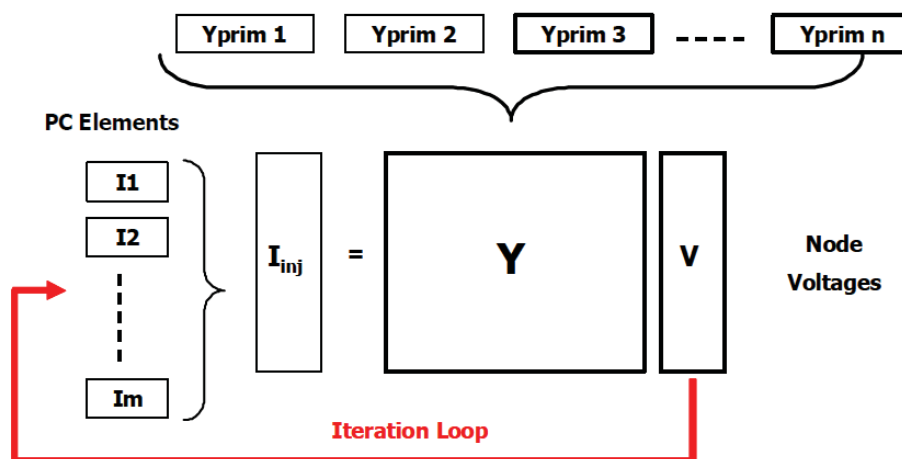 Yprim 1 Yprim 2 Yprim 3 Yprim n
PC Elements
I1
I2
Im
Iinj = Y V
Node
Voltages
Iteration Loop